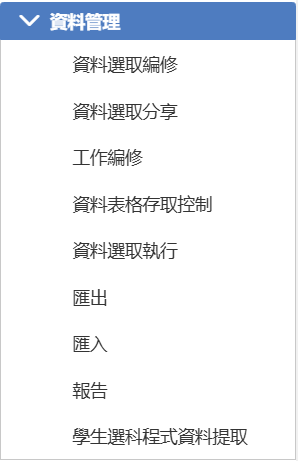 資料管理
資料選取編修
資料選取分享
工作編修
資料表格存取控制
資料選取執行
匯出
匯入
報告
學生選科程式資料提取